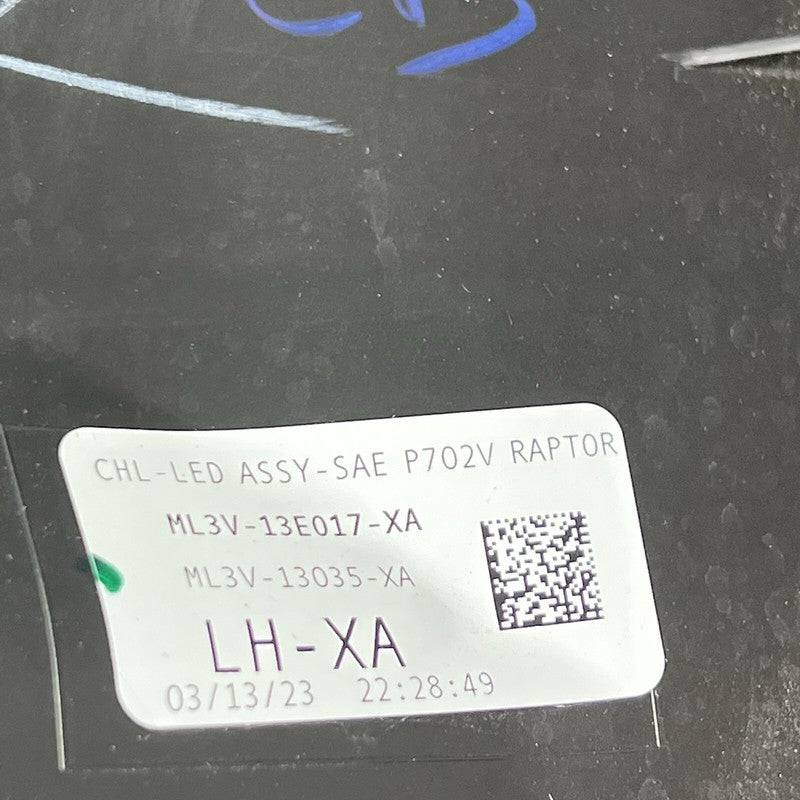 CHL-LED ASSY-SAE P702V RAPTOR
ML3V-13E017-XA
ML3V-13035-XA
LH-XA
03/13/23 22:28:49